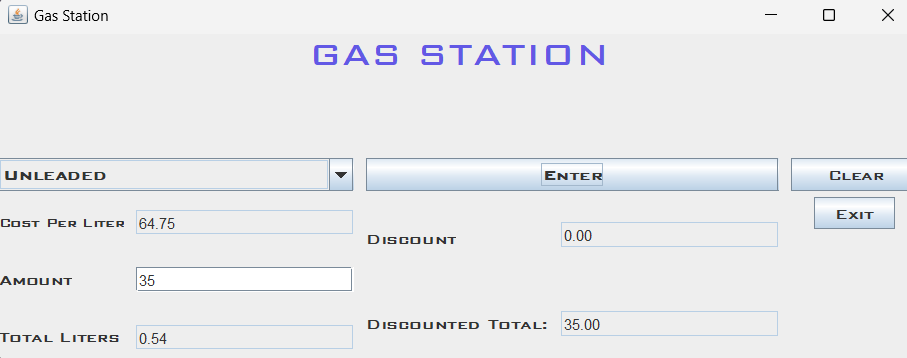 Gas Station
GAS STATION
Unleaded
Enter
Clear
Exit
Cost Per Liter 64.75
Discount 0.00
Amount 35
Discounted Total: 35.00
Total Liters 0.54